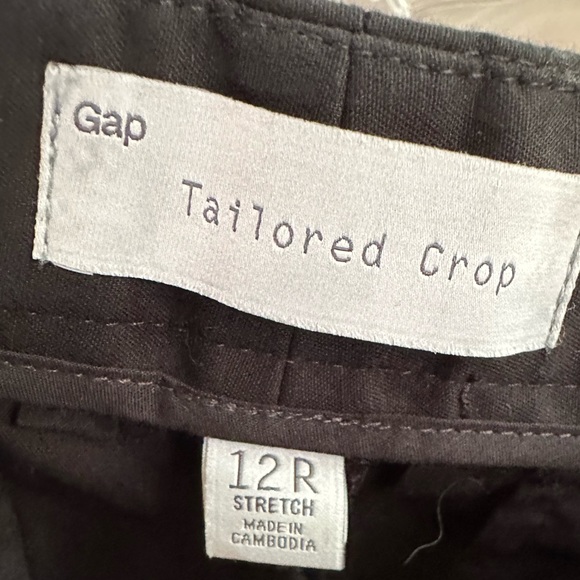 Gap
Tailored Crop
12R
STRETCH
MADE IN
CAMBODIA